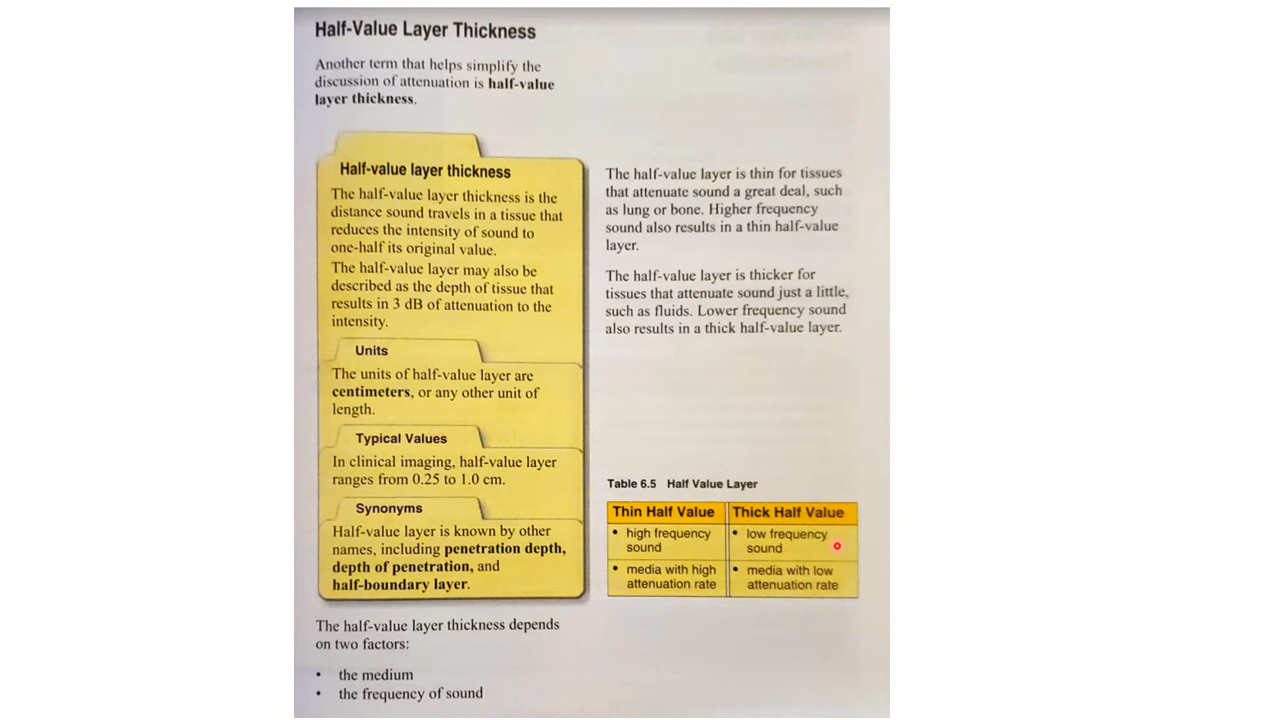 Half-Value Layer Thickness
Another term that helps simplify the
discussion of attenuation is half-value
layer thickness.
Half-value layer thickness
The half-value layer thickness is the
distance sound travels in a tissue that
reduces the intensity of sound to
one-half its original value.
The half-value layer may also be
described as the depth of tissue that
results in 3 dB of attenuation to the
intensity.
Units
The units of half-value layer are
centimeters, or any other unit of
length.
Typical Values
In clinical imaging, half-value layer
ranges from 0.25 to 1.0 cm.
Synonyms
Half-value layer is known by other
names, including penetration depth,
depth of penetration, and
half-boundary layer.
The half-value layer thickness depends
on two factors:
• the medium
• the frequency of sound
The half-value layer is thin for tissues
that attenuate sound a great deal, such
as lung or bone. Higher frequency
sound also results in a thin half-value
layer.
The half-value layer is thicker for
tissues that attenuate sound just a little,
such as fluids. Lower frequency sound
also results in a thick half-value layer.
Table 6.5 Half Value Layer
Thin Half Value Thick Half Value
• high frequency • low frequency
sound sound
• media with high • media with low
attenuation rate attenuation rate